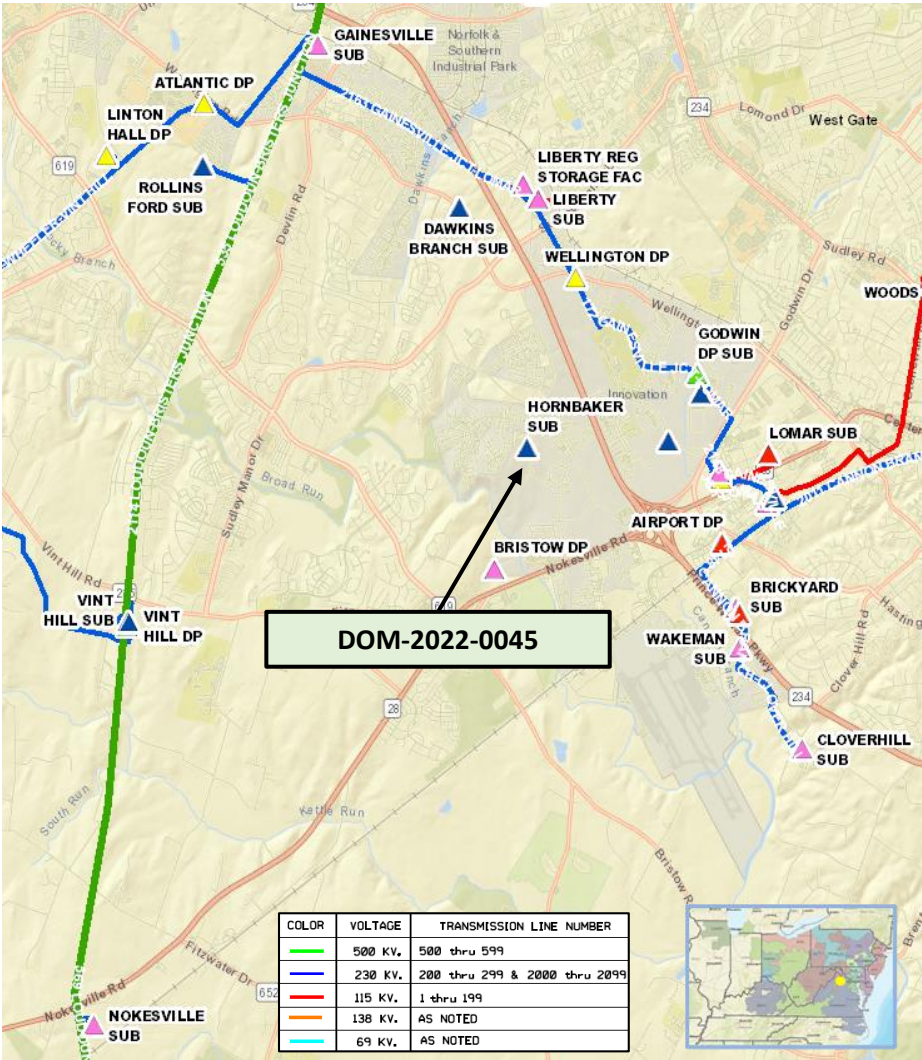 GAINESVILLE
SUB
Norfolk &
Southern
Industrial Park
ATLANTIC DP
LINTON
HALL DP
234
Lomond Dr
West Gate
619
ROLLINS
FORD SUB
Devlin Rd
LIBERTY REG
STORAGE FAC
LIBERTY
SUB
DAWKINS
BRANCH SUB
WELLINGTON DP
Sudley Rd
Godwin Dr
WOODS
GODWIN
DP SUB
Innovation
HORNBAKER
SUB
LOMAR SUB
Sudley Manor Dr
Broad Run
AIRPORT DP
BRISTOW DP
Nokesville Rd
Vint Hill Rd
VINT
HILL SUB
VINT
HILL DP
BRICKYARD
SUB
DOM-2022-0045
WAKEMAN
SUB
Clover Hill Rd
234
28
CLOVERHILL
SUB
South Run
Kettle Run
Fitzwater Dr
652
Nokesville Rd
NOKESVILLE
SUB
COLOR VOLTAGE TRANSMISSION LINE NUMBER
500 KV. 500 thru 599
230 KV. 200 thru 299 & 2000 thru 2099
115 KV. 1 thru 199
138 KV. AS NOTED
69 KV. AS NOTED